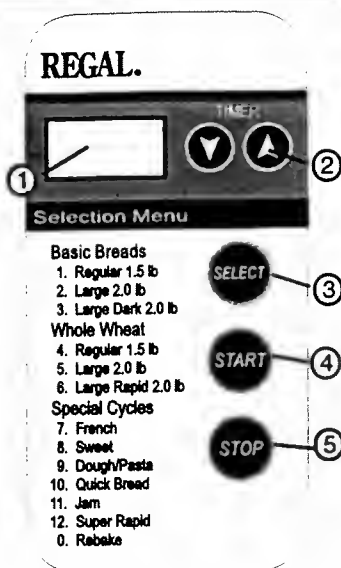 REGAL.
TIMER
①
②
Selection Menu
Basic Breads
1. Regular 1.5 lb
2. Large 2.0 lb
3. Large Dark 2.0 lb
SELECT
③
Whole Wheat
4. Regular 1.5 lb
5. Large 2.0 lb
6. Large Rapid 2.0 lb
START
④
Special Cycles
7. French
8. Sweet
9. Dough/Pasta
10. Quick Bread
11. Jam
12. Super Rapid
0. Rebake
STOP
⑤